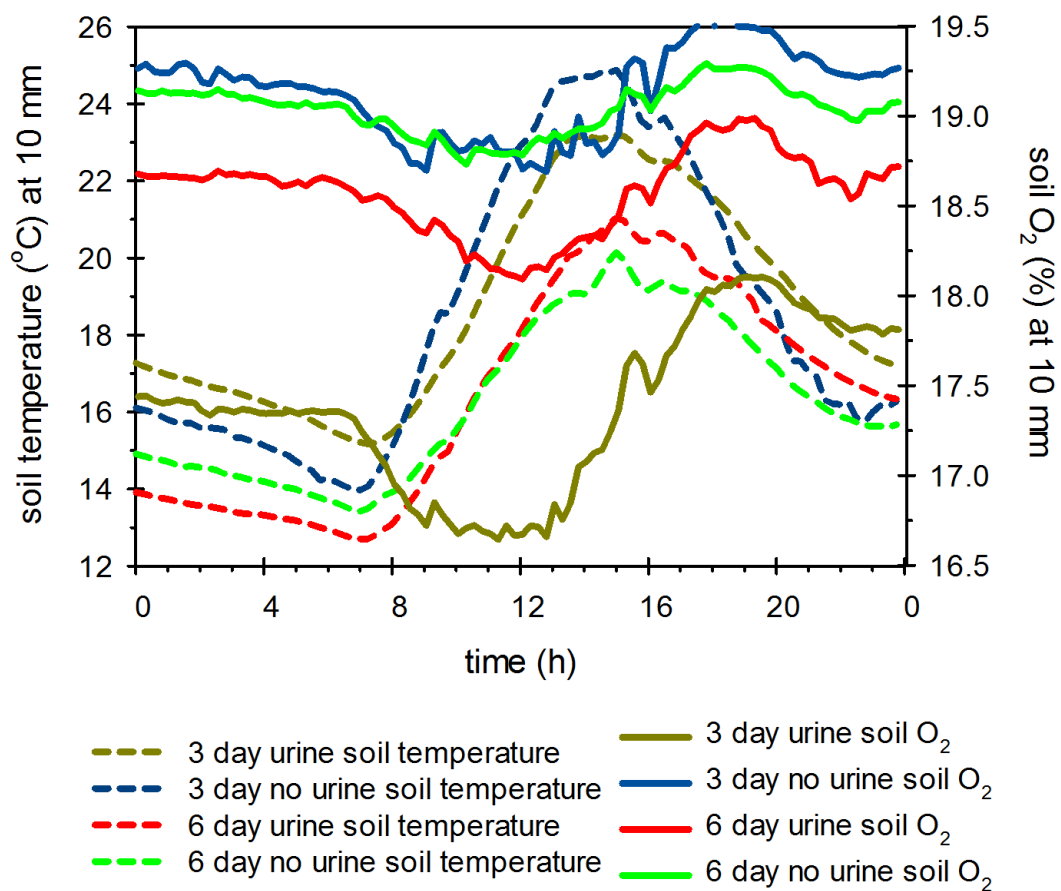 26
24
22
20
18
16
14
12
soil temperature (°C) at 10 mm
19.5
19.0
18.5
18.0
17.5
17.0
16.5
soil O₂ (%) at 10 mm
0 4 8 12 16 20 0
time (h)
3 day urine soil temperature
3 day no urine soil temperature
6 day urine soil temperature
6 day no urine soil temperature
3 day urine soil O₂
3 day no urine soil O₂
6 day urine soil O₂
6 day no urine soil O₂